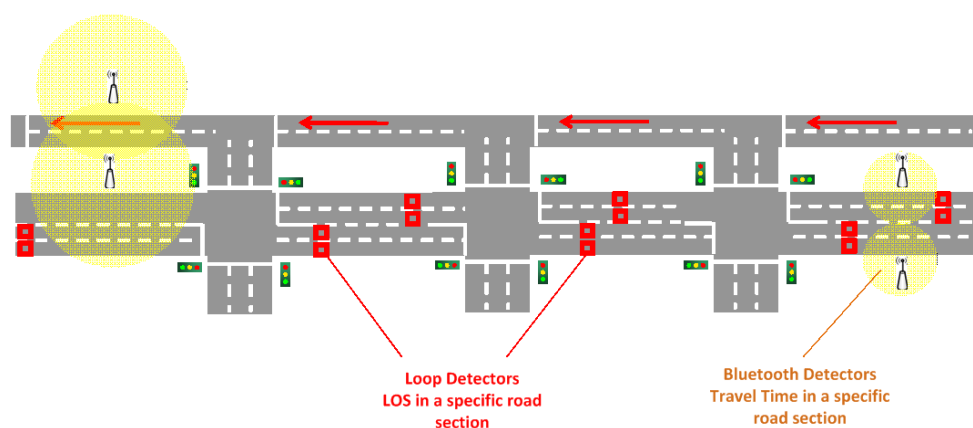 Loop Detectors
LOS in a specific road
section
Bluetooth Detectors
Travel Time in a specific
road section